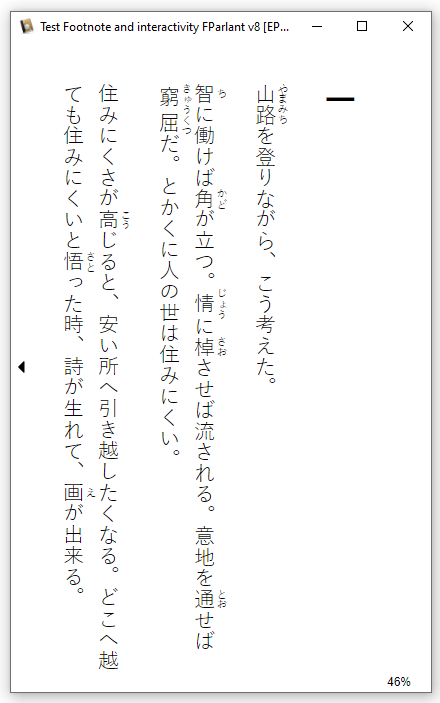 Test Footnote and interactivity FParlant v8 [EP...
一
山路を登りながら、こう考えた。
やまみち
智に働けば角が立つ。情に棹させば流される。意地を通せば
ち かど じょう さお とお
窮屈だ。とかくに人の世は住みにくい。
きゅうくつ
住みにくさが高じると、安い所へ引き越したくなる。どこへ越
こう
ても住みにくいと悟った時、詩が生れて、画が出来る。
さと え
46%